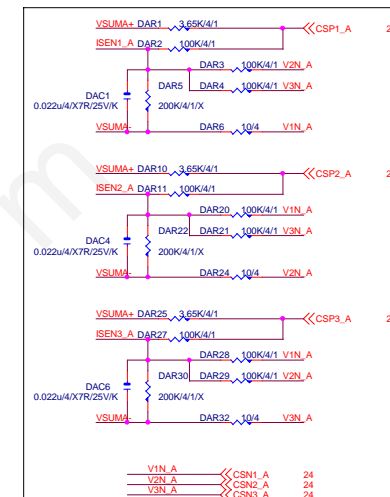 VSUMA+ DAR1 3.65K/4/1 CSP1_A 2
ISEN1_A DAR2 100K/4/1
DAR3 100K/4/1 V2N_A
DAC1 DAR5 DAR4 100K/4/1 V3N_A
0.022u/4/X7R/25V/K 200K/4/1/X
VSUMA- DAR6 10/4 V1N_A
VSUMA+ DAR10 3.65K/4/1 CSP2_A 2
ISEN2_A DAR11 100K/4/1
DAR20 100K/4/1 V1N_A
DAC4 DAR22 DAR21 100K/4/1 V3N_A
0.022u/4/X7R/25V/K 200K/4/1/X
VSUMA- DAR24 10/4 V2N_A
VSUMA+ DAR25 3.65K/4/1 CSP3_A 2
ISEN3_A DAR27 100K/4/1
DAR28 100K/4/1 V1N_A
DAC6 DAR30 DAR29 100K/4/1 V2N_A
0.022u/4/X7R/25V/K 200K/4/1/X
VSUMA- DAR32 10/4 V3N_A
V1N_A CSN1_A 24
V2N_A CSN2_A 24
V3N_A CSN3_A 24